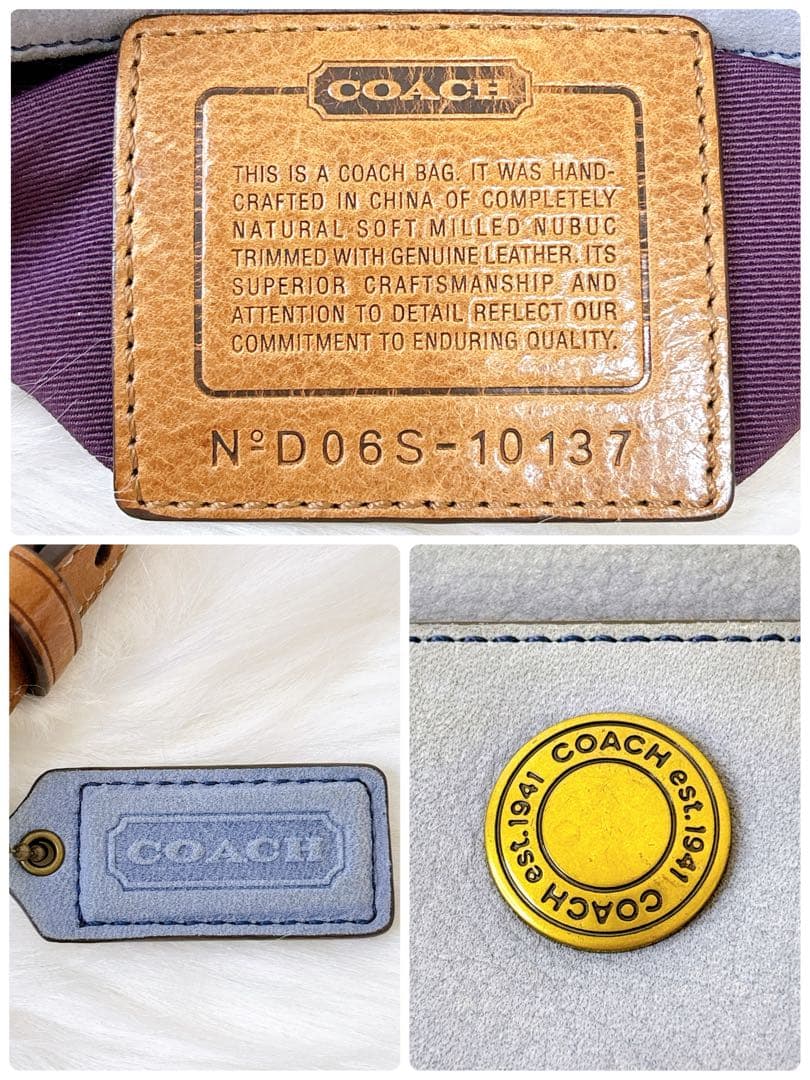 COACH
THIS IS A COACH BAG. IT WAS HAND-
CRAFTED IN CHINA OF COMPLETELY
NATURAL SOFT MILLED NUBUC
TRIMMED WITH GENUINE LEATHER. ITS
SUPERIOR CRAFTSMANSHIP AND
ATTENTION TO DETAIL REFLECT OUR
COMMITMENT TO ENDURING QUALITY.
Nº D06S-10137
COACH
COACH est. 1941
COACH est. 1941